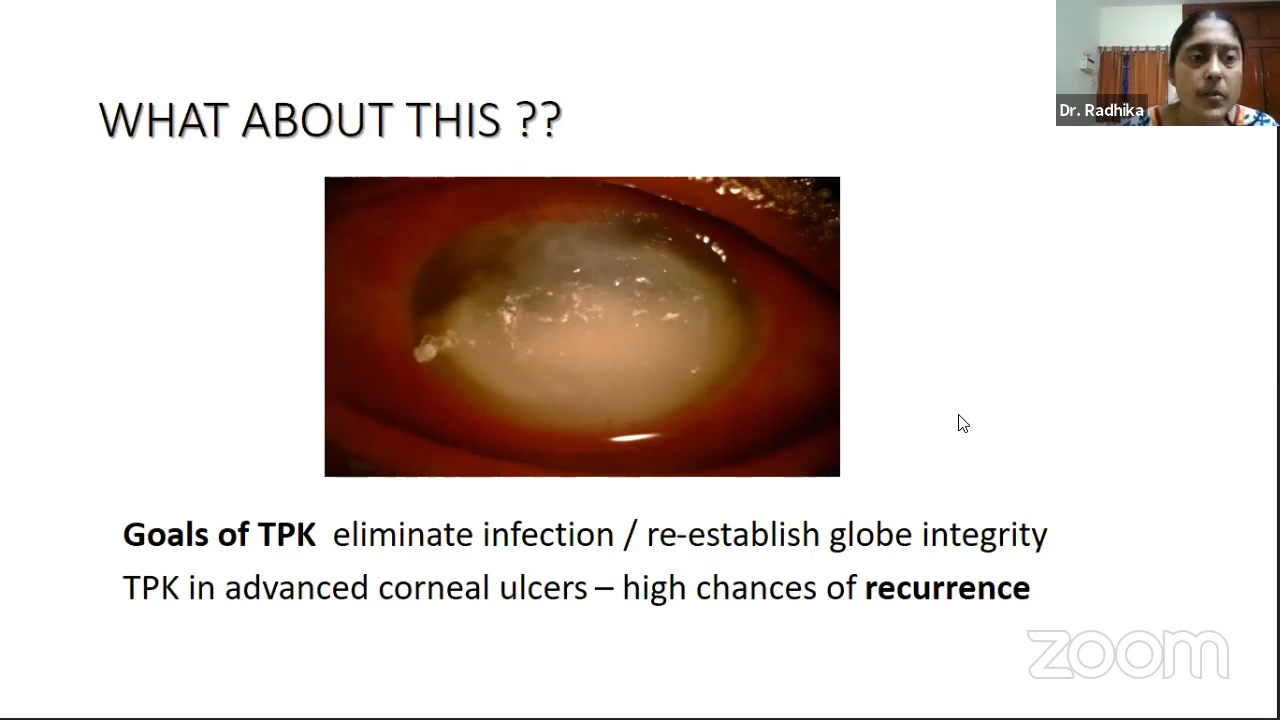 Dr. Radhika
WHAT ABOUT THIS ??
Goals of TPK eliminate infection / re-establish globe integrity
TPK in advanced corneal ulcers – high chances of recurrence
zoom